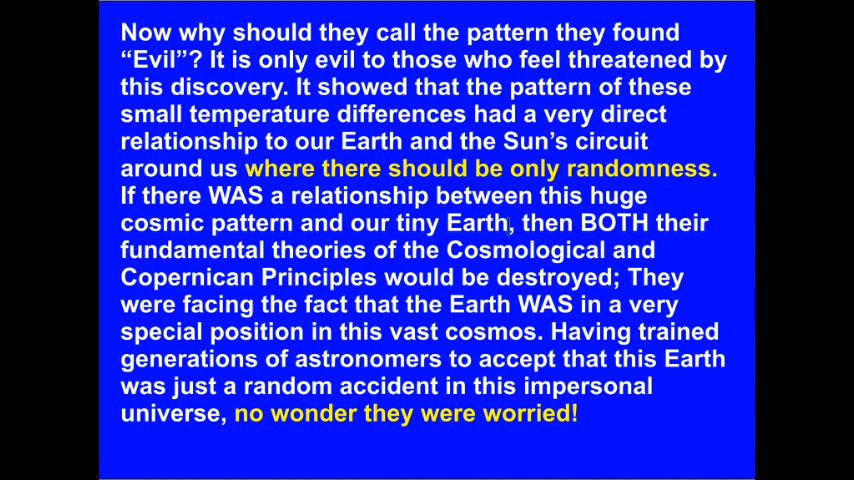 Now why should they call the pattern they found
“Evil”? It is only evil to those who feel threatened by
this discovery. It showed that the pattern of these
small temperature differences had a very direct
relationship to our Earth and the Sun’s circuit
around us where there should be only randomness.
If there WAS a relationship between this huge
cosmic pattern and our tiny Earth, then BOTH their
fundamental theories of the Cosmological and
Copernican Principles would be destroyed; They
were facing the fact that the Earth WAS in a very
special position in this vast cosmos. Having trained
generations of astronomers to accept that this Earth
was just a random accident in this impersonal
universe, no wonder they were worried!